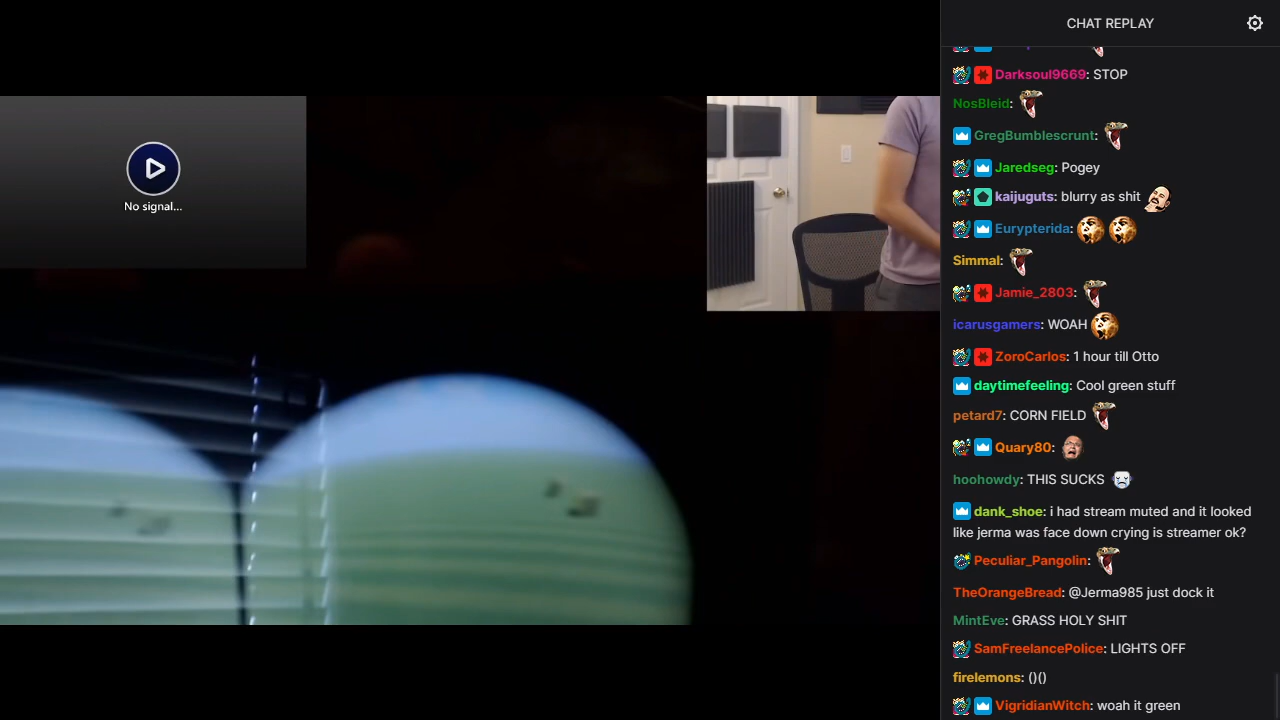 No signal...
CHAT REPLAY
Darksoul9669: STOP
NosBleid:
GregBumblescrunt:
Jaredseg: Pogey
kaijuguts: blurry as shit
Eurypterida:
Simmal:
Jamie_2803:
icarusgamers: WOAH
ZoroCarlos: 1 hour till Otto
daytimefeeling: Cool green stuff
petard7: CORN FIELD
Quary80:
hoohowdy: THIS SUCKS
dank_shoe: i had stream muted and it looked
like jerma was face down crying is streamer ok?
Peculiar_Pangolin:
TheOrangeBread: @Jerma985 just dock it
MintEve: GRASS HOLY SHIT
SamFreelancePolice: LIGHTS OFF
firelemons: ()()
VigridianWitch: woah it green